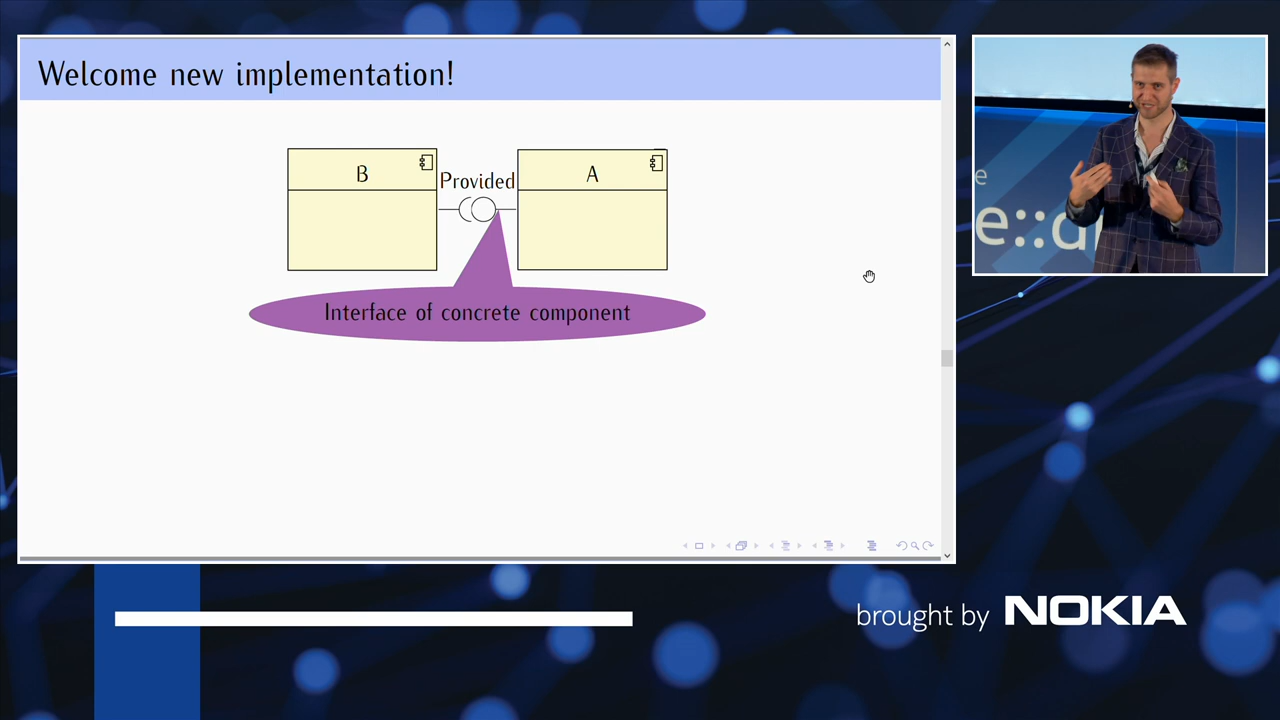 Welcome new implementation!
B
Provided
A
Interface of concrete component
e
e::d
brought by NOKIA